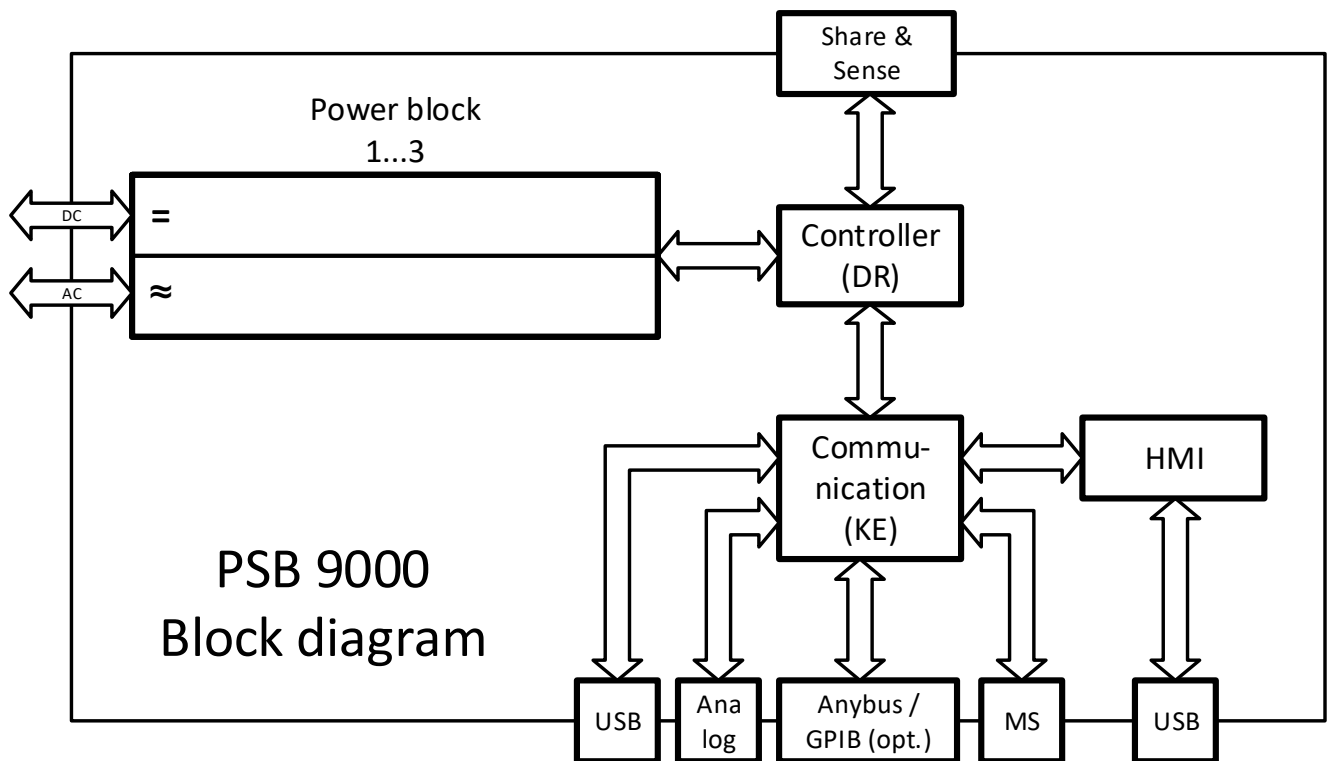 Share &
Sense
Power block
1...3
DC
=
Controller
(DR)
AC
≈
Commu-
nication
(KE)
HMI
PSB 9000
Block diagram
USB
Ana
log
Anybus /
GPIB (opt.)
MS
USB